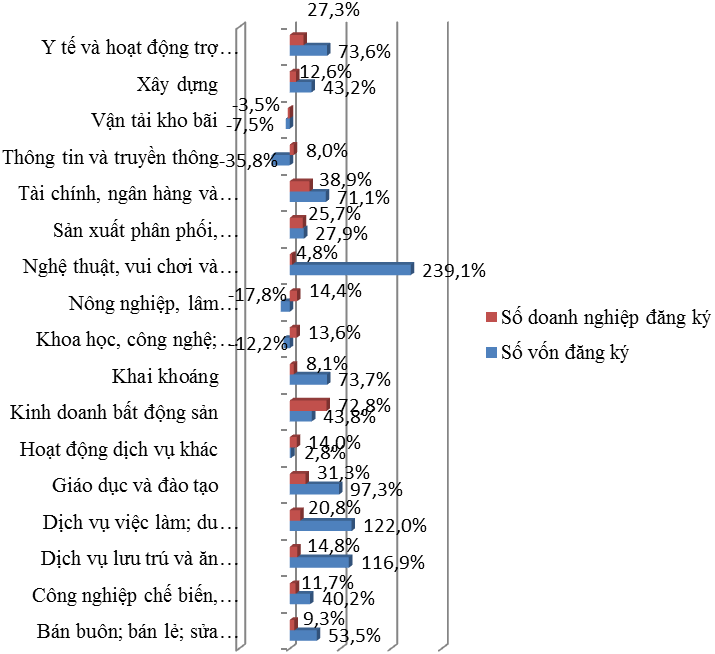 27,3%
Y tế và hoạt động trợ…
73,6%
Xây dựng
12,6%
43,2%
Vận tải kho bãi
-3,5%
-7,5%
Thông tin và truyền thông
8,0%
-35,8%
Tài chính, ngân hàng và…
38,9%
71,1%
Sản xuất phân phối,…
25,7%
27,9%
Nghệ thuật, vui chơi và…
4,8%
239,1%
Nông nghiệp, lâm…
14,4%
-17,8%
Khoa học, công nghệ;…
13,6%
-12,2%
Khai khoáng
8,1%
73,7%
Kinh doanh bất động sản
72,8%
43,8%
Hoạt động dịch vụ khác
14,0%
2,8%
Giáo dục và đào tạo
31,3%
97,3%
Dịch vụ việc làm; du…
20,8%
122,0%
Dịch vụ lưu trú và ăn…
14,8%
116,9%
Công nghiệp chế biến,…
11,7%
40,2%
Bán buôn; bán lẻ; sửa…
9,3%
53,5%
Số doanh nghiệp đăng ký
Số vốn đăng ký